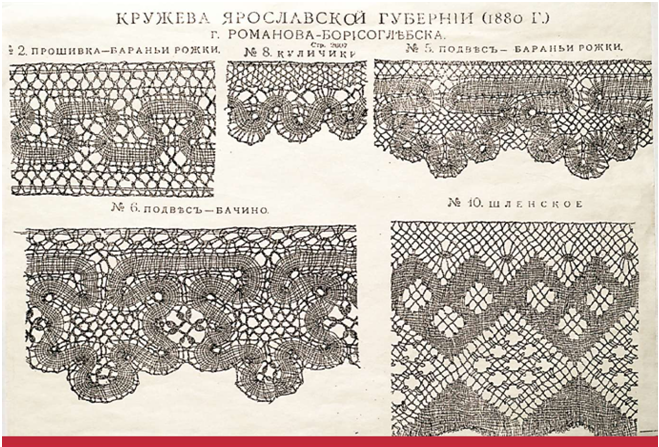 КРУЖЕВА ЯРОСЛАВСКОЙ ГУБЕРНІИ (1880 Г.)
Г. РОМАНОВА-БОРИСОГЛѢБСКА.
№ 2. ПРОШИВКА—БАРАНЬИ РОЖКИ.
№ 8. КУЛИЧИКИ
№ 5. ПОДВѢСЪ— БАРАНЬИ РОЖКИ.
№ 6. ПОДВѢСЪ—БАЧИНО.
№ 10. ШЛЕНСКОЕ